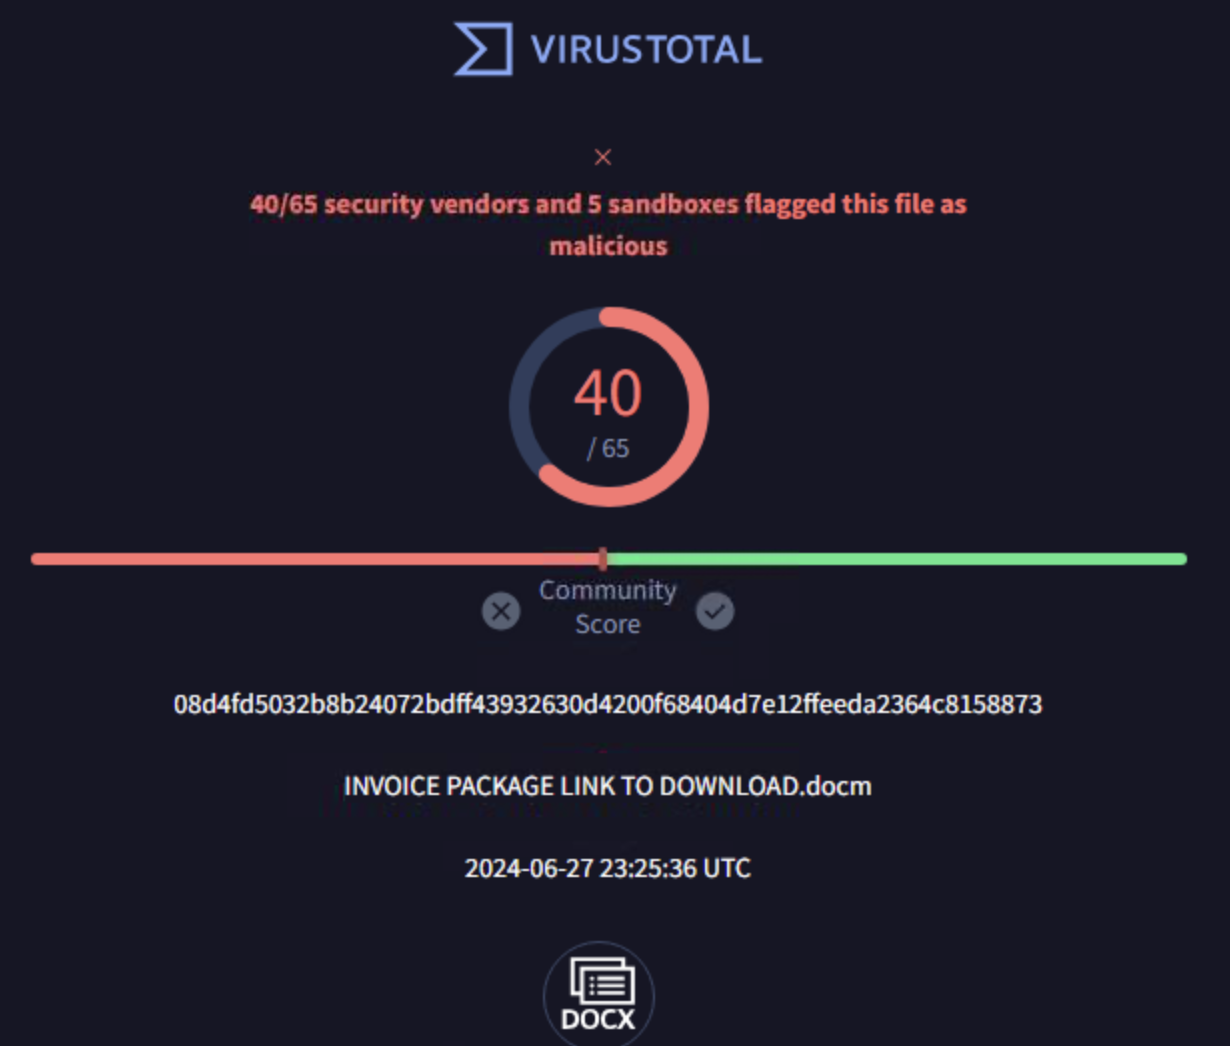 VIRUSTOTAL
40/65 security vendors and 5 sandboxes flagged this file as
malicious
40
/ 65
Community
Score
08d4fd5032b8b24072bdff43932630d4200f68404d7e12ffeeda2364c8158873
INVOICE PACKAGE LINK TO DOWNLOAD.docm
2024-06-27 23:25:36 UTC
DOCX